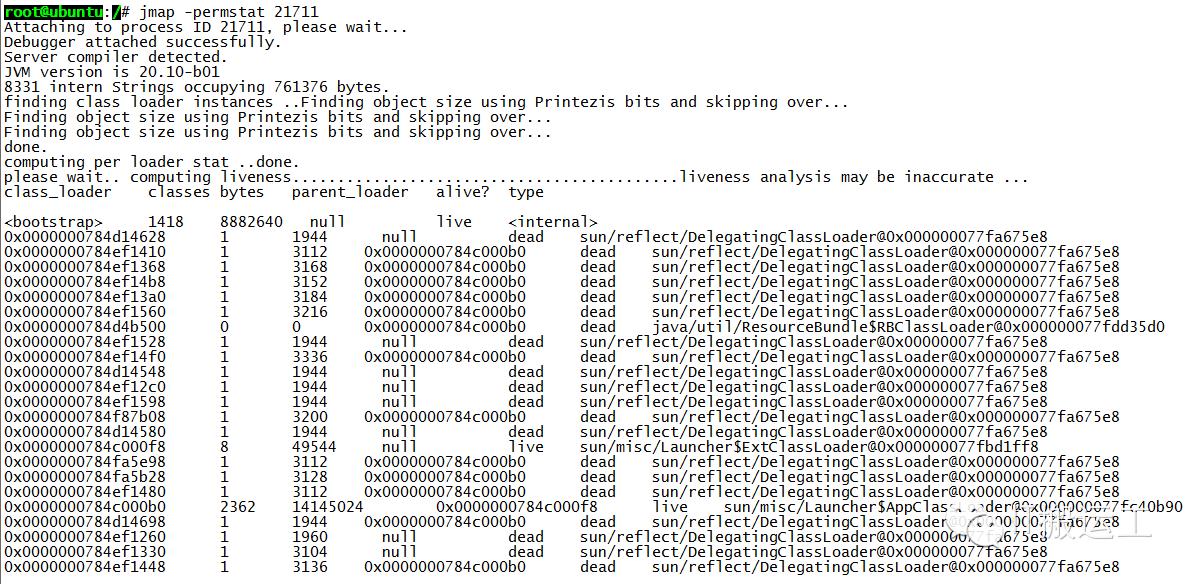 root@ubuntu:/# jmap -permstat 21711
Attaching to process ID 21711, please wait...
Debugger attached successfully.
Server compiler detected.
JVM version is 20.10-b01
8331 intern Strings occupying 761376 bytes.
finding class loader instances ..Finding object size using Printezis bits and skipping over...
Finding object size using Printezis bits and skipping over...
Finding object size using Printezis bits and skipping over...
done.
computing per loader stat ..done.
please wait.. computing liveness...........................................liveness analysis may be inaccurate ...
class_loader classes bytes parent_loader alive? type
<bootstrap> 1418 8882640 null live <internal>
0x0000000784d14628 1 1944 null dead sun/reflect/DelegatingClassLoader@0x000000077fa675e8
0x0000000784ef1410 1 3112 0x0000000784c000b0 dead sun/reflect/DelegatingClassLoader@0x000000077fa675e8
0x0000000784ef1368 1 3168 0x0000000784c000b0 dead sun/reflect/DelegatingClassLoader@0x000000077fa675e8
0x0000000784ef14b8 1 3152 0x0000000784c000b0 dead sun/reflect/DelegatingClassLoader@0x000000077fa675e8
0x0000000784ef13a0 1 3184 0x0000000784c000b0 dead sun/reflect/DelegatingClassLoader@0x000000077fa675e8
0x0000000784ef1560 1 3216 0x0000000784c000b0 dead sun/reflect/DelegatingClassLoader@0x000000077fa675e8
0x0000000784d4b500 0 0 0x0000000784c000b0 dead java/util/ResourceBundle$RBClassLoader@0x000000077fdd35d0
0x0000000784ef1528 1 1944 null dead sun/reflect/DelegatingClassLoader@0x000000077fa675e8
0x0000000784ef14f0 1 3336 0x0000000784c000b0 dead sun/reflect/DelegatingClassLoader@0x000000077fa675e8
0x0000000784d14548 1 1944 null dead sun/reflect/DelegatingClassLoader@0x000000077fa675e8
0x0000000784ef12c0 1 1944 null dead sun/reflect/DelegatingClassLoader@0x000000077fa675e8
0x0000000784ef1598 1 1944 null dead sun/reflect/DelegatingClassLoader@0x000000077fa675e8
0x0000000784f87b08 1 3200 0x0000000784c000b0 dead sun/reflect/DelegatingClassLoader@0x000000077fa675e8
0x0000000784d14580 1 1944 null dead sun/reflect/DelegatingClassLoader@0x000000077fa675e8
0x0000000784c000f8 8 49544 null live sun/misc/Launcher$ExtClassLoader@0x000000077fbd1ff8
0x0000000784fa5e98 1 3112 0x0000000784c000b0 dead sun/reflect/DelegatingClassLoader@0x000000077fa675e8
0x0000000784fa5b28 1 3128 0x0000000784c000b0 dead sun/reflect/DelegatingClassLoader@0x000000077fa675e8
0x0000000784ef1480 1 3112 0x0000000784c000b0 dead sun/reflect/DelegatingClassLoader@0x000000077fa675e8
0x0000000784c000b0 2362 14145024 0x0000000784c000f8 live sun/misc/Launcher$AppClassLoader@0x000000077fc40b90
0x0000000784d14698 1 1944 0x0000000784c000b0 dead sun/reflect/DelegatingClassLoader@0x000000077fa675e8
0x0000000784ef1260 1 1960 null dead sun/reflect/DelegatingClassLoader@0x000000077fa675e8
0x0000000784ef1330 1 3104 null dead sun/reflect/DelegatingClassLoader@0x000000077fa675e8
0x0000000784ef1448 1 3136 0x0000000784c000b0 dead sun/reflect/DelegatingClassLoader@0x000000077fa675e8